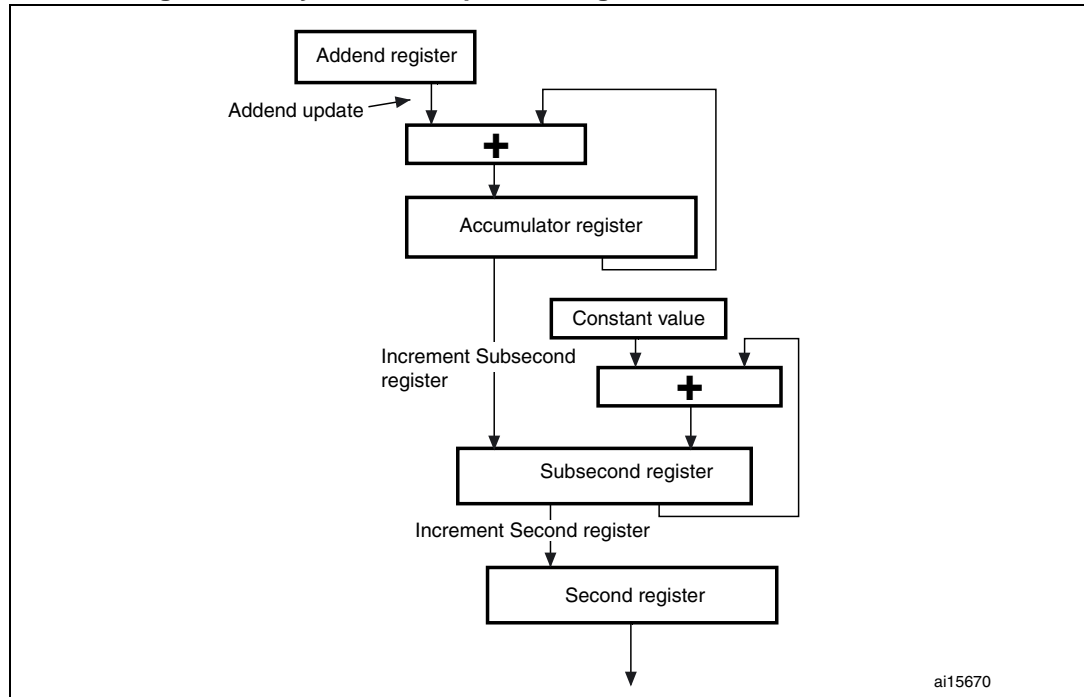 Addend register
Addend update
+
Accumulator register
Constant value
Increment Subsecond
register
+
Subsecond register
Increment Second register
Second register
ai15670